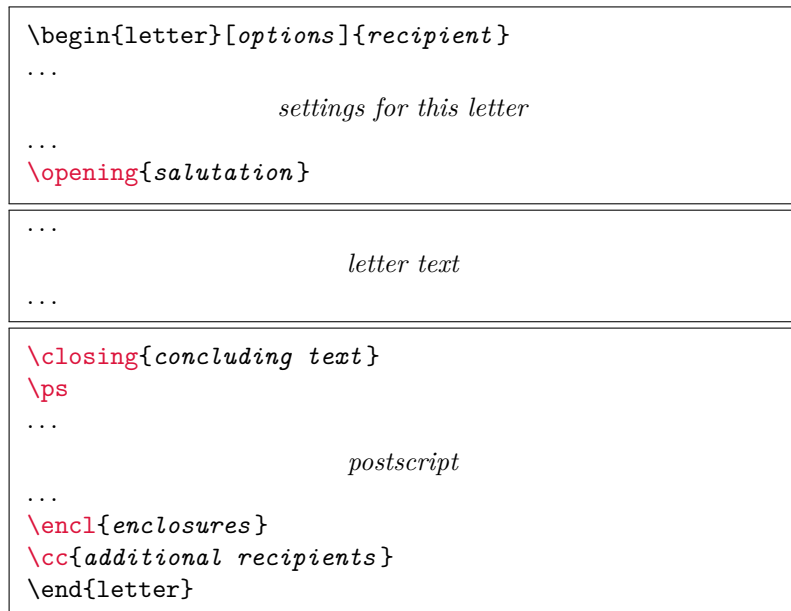 \begin{letter}[options]{recipient}
...
settings for this letter
...
\opening{salutation}
...
letter text
...
\closing{concluding text}
\ps
...
postscript
...
\encl{enclosures}
\cc{additional recipients}
\end{letter}